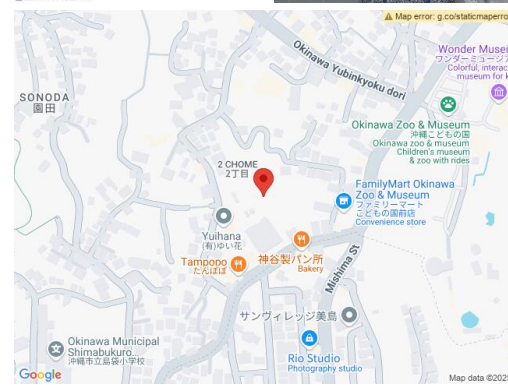 Map error: g.co/staticmaperro
Okinawa Yubinkyoku dori
Wonder Museu
ワンダーミュージア
Colorful, interac
museum for k
SONODA
園田
Okinawa Zoo & Museum
沖縄こどもの国
Okinawa zoo & museum
Children's museum
& zoo with rides
2 CHOME
2丁目
FamilyMart Okinawa
Zoo & Museum
ファミリーマート
こどもの国前店
Convenience store
Yuihana
(有)ゆい花
Tampopo
たんぽぽ
神谷製パン所
Bakery
Mishima St
サンヴィレッジ美島
Okinawa Municipal
Shimabukuro...
沖縄市立島袋小学校
Rio Studio
Photography studio
Google
Map data ©2025